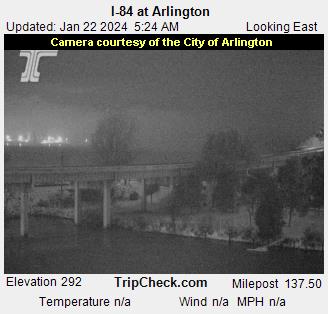 I-84 at Arlington
Updated: Jan 22 2024 5:24 AM Looking East
Camera courtesy of the City of Arlington
Elevation 292 TripCheck.com Milepost 137.50
Temperature n/a Wind n/a MPH n/a